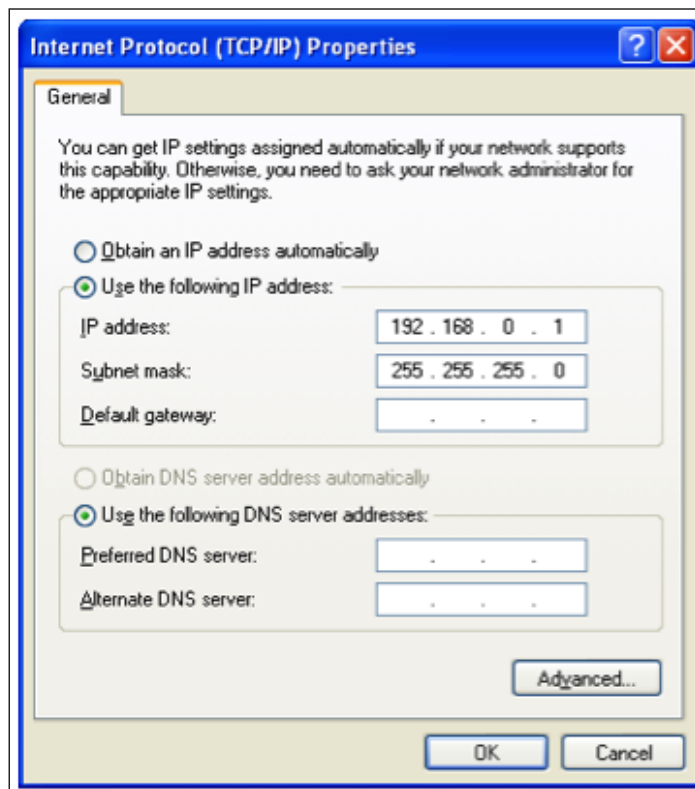 Internet Protocol (TCP/IP) Properties
General
You can get IP settings assigned automatically if your network supports
this capability. Otherwise, you need to ask your network administrator for
the appropriate IP settings.
Obtain an IP address automatically
Use the following IP address:
IP address: 192 . 168 . 0 . 1
Subnet mask: 255 . 255 . 255 . 0
Default gateway: . . .
Obtain DNS server address automatically
Use the following DNS server addresses:
Preferred DNS server: . . .
Alternate DNS server: . . .
Advanced...
OK Cancel